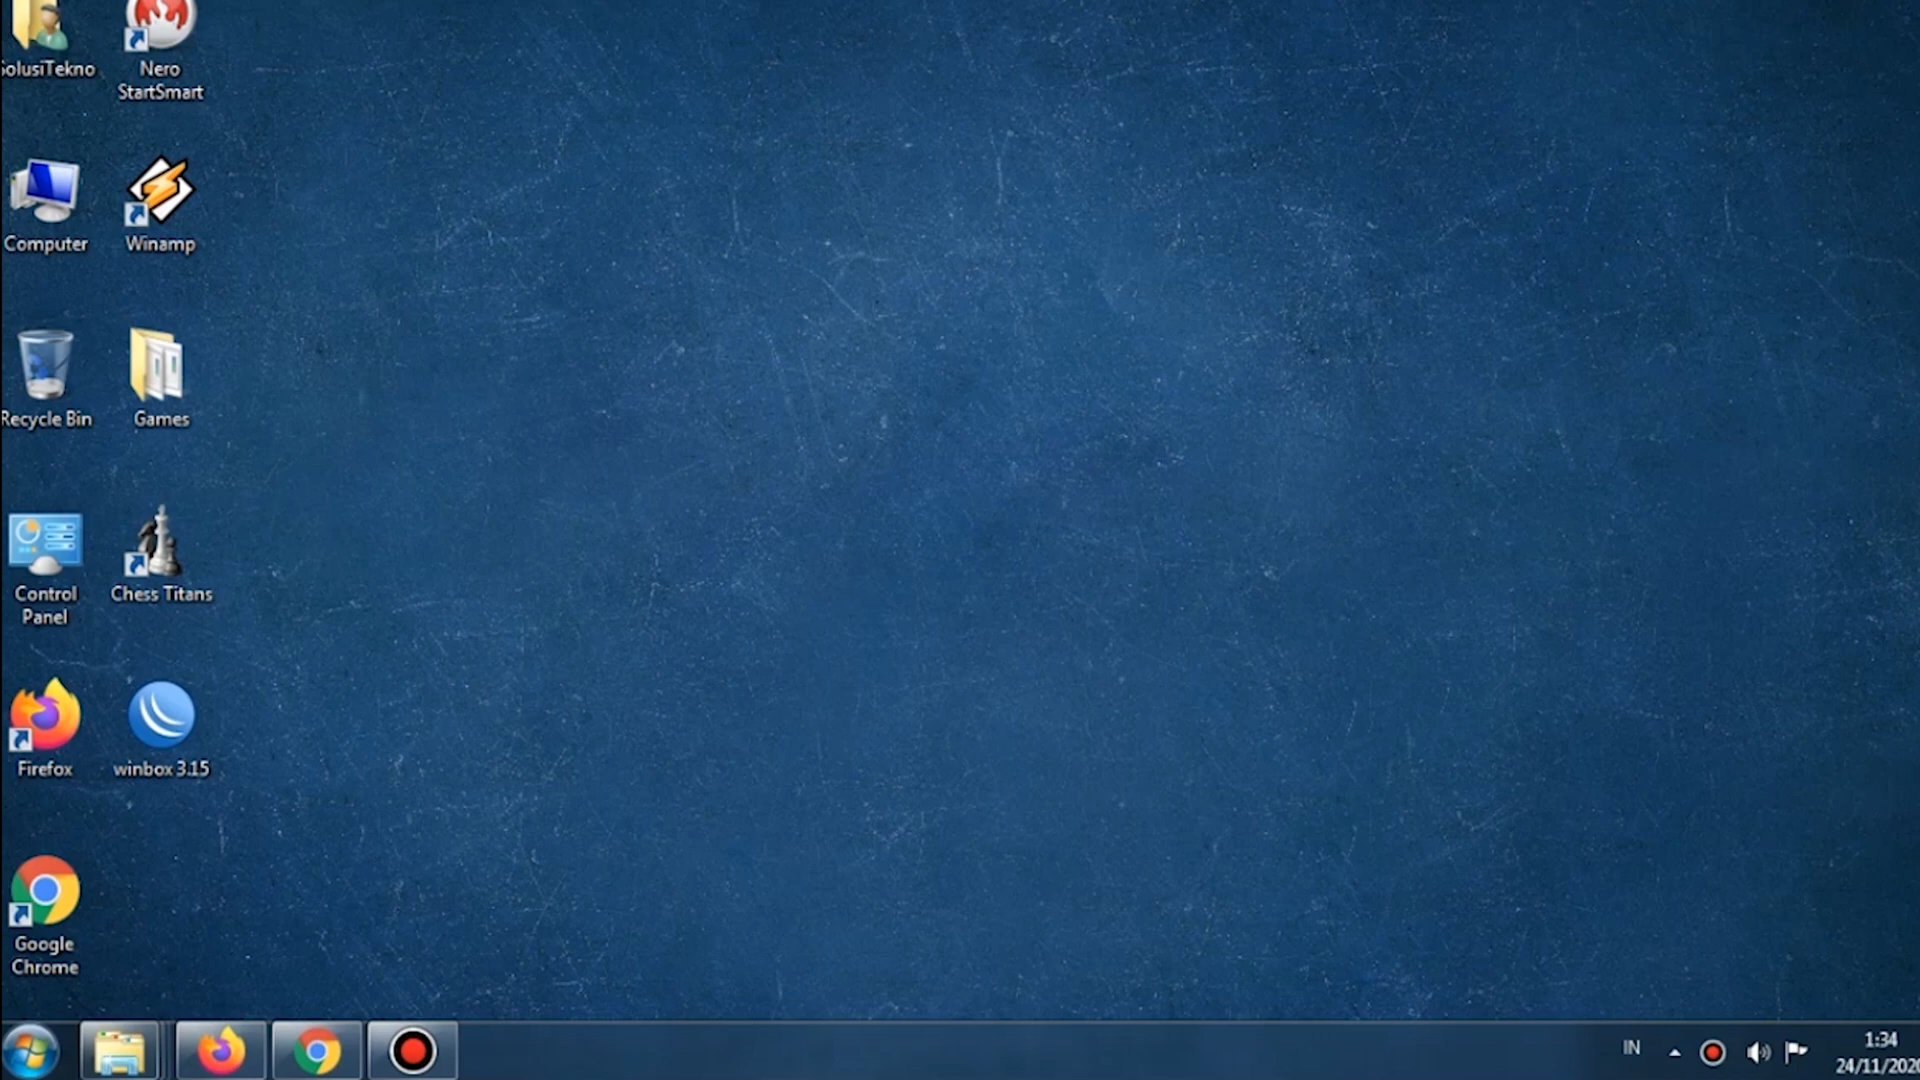 SolusiTekno
Nero
StartSmart
Computer
Winamp
Recycle Bin
Games
Control
Panel
Chess Titans
Firefox
winbox 3.15
Google
Chrome
IN
1:34
24/11/2020